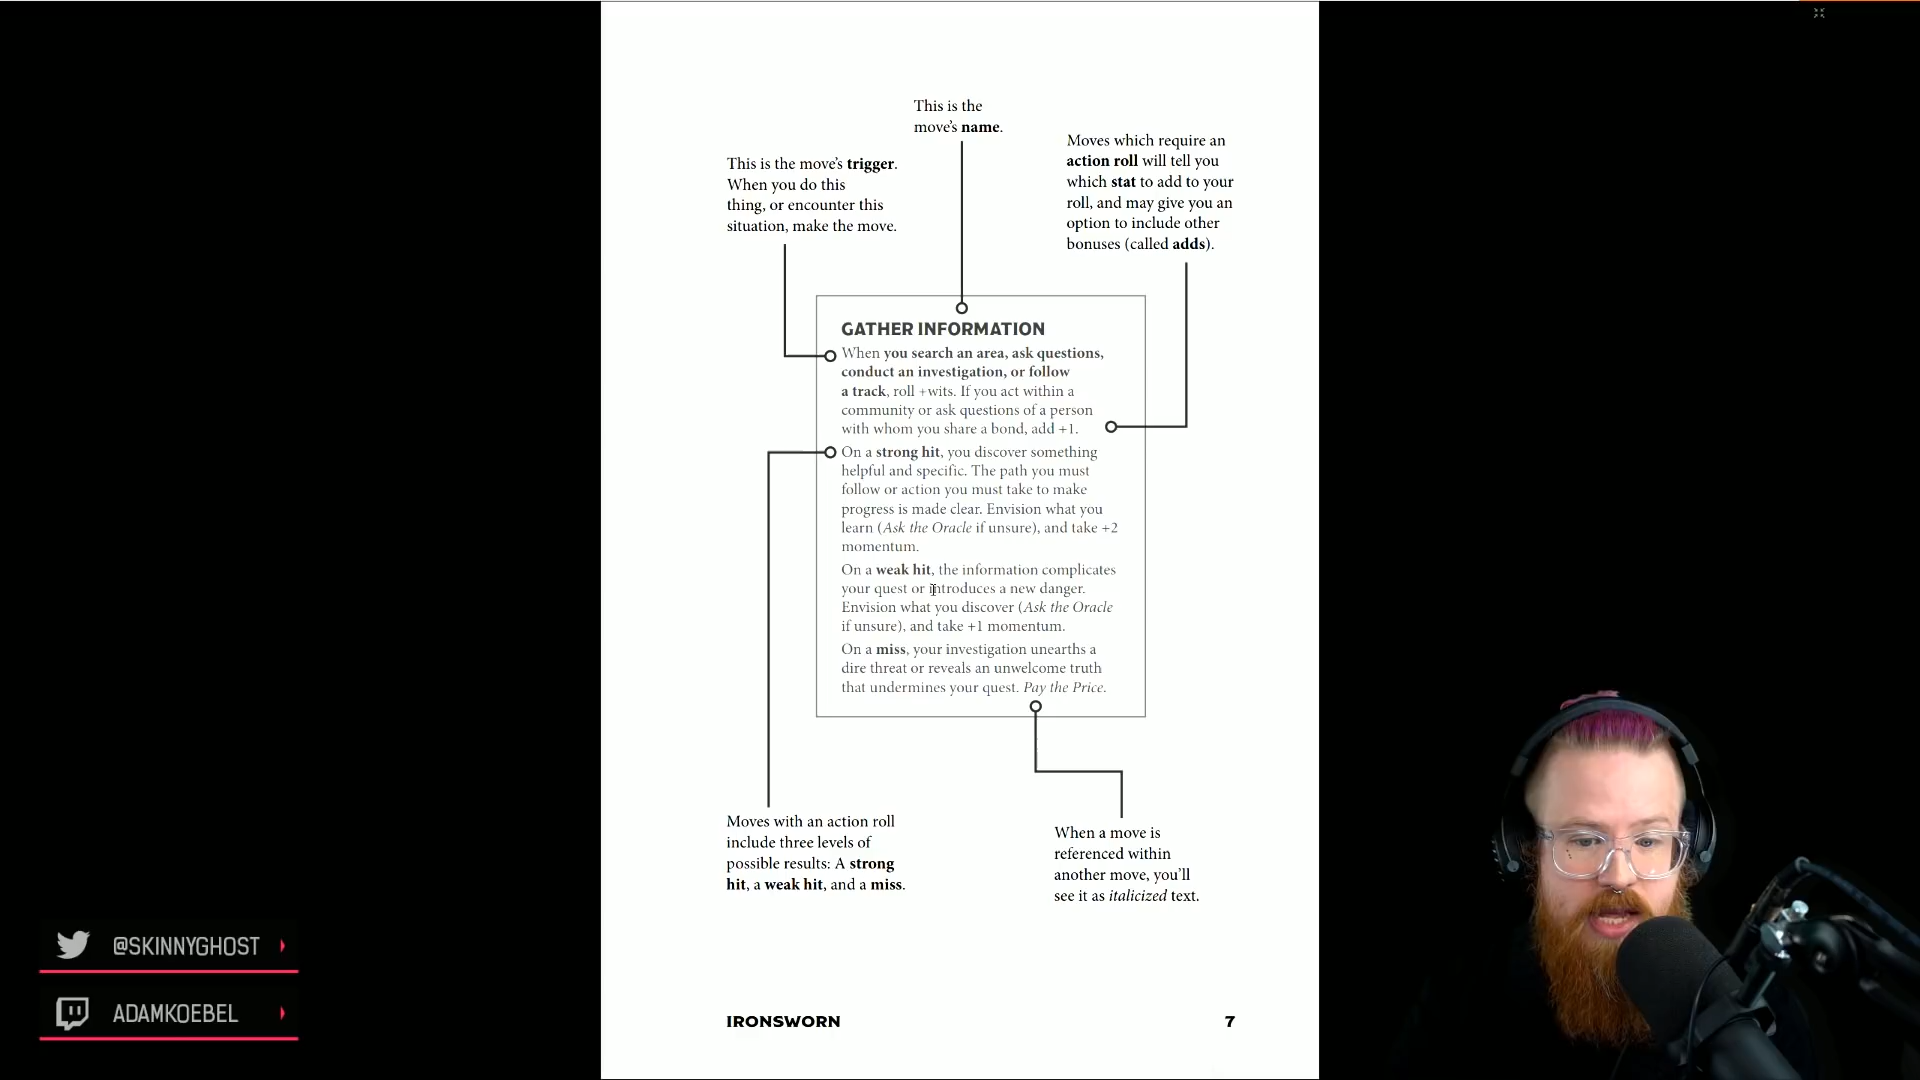 This is the
move's name.
Moves which require an
action roll will tell you
which stat to add to your
roll, and may give you an
option to include other
bonuses (called adds).
This is the move's trigger.
When you do this
thing, or encounter this
situation, make the move.
GATHER INFORMATION
When you search an area, ask questions,
conduct an investigation, or follow
a track, roll +wits. If you act within a
community or ask questions of a person
with whom you share a bond, add +1.
On a strong hit, you discover something
helpful and specific. The path you must
follow or action you must take to make
progress is made clear. Envision what you
learn (Ask the Oracle if unsure), and take +2
momentum.
On a weak hit, the information complicates
your quest or introduces a new danger.
Envision what you discover (Ask the Oracle
if unsure), and take +1 momentum.
On a miss, your investigation unearths a
dire threat or reveals an unwelcome truth
that undermines your quest. Pay the Price.
Moves with an action roll
include three levels of
possible results: A strong
hit, a weak hit, and a miss.
When a move is
referenced within
another move, you'll
see it as italicized text.
@SKINNYGHOST
ADAMKOEBEL
IRONSWORN
7